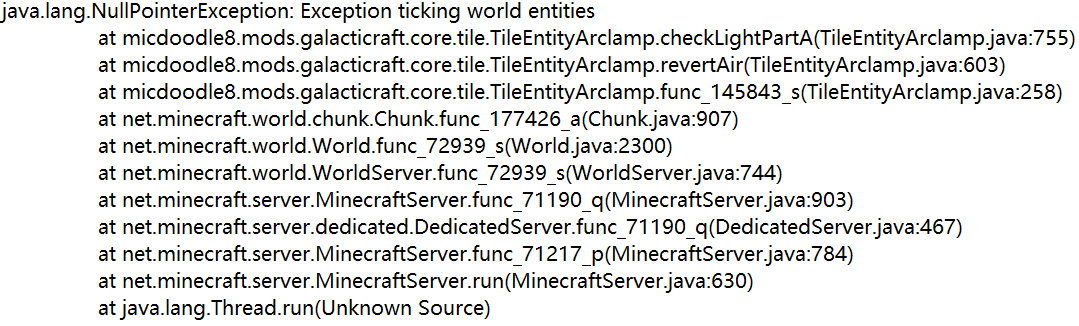 java.lang.NullPointerException: Exception ticking world entities
at micdoodle8.mods.galacticraft.core.tile.TileEntityArclamp.checkLightPartA(TileEntityArclamp.java:755)
at micdoodle8.mods.galacticraft.core.tile.TileEntityArclamp.revertAir(TileEntityArclamp.java:603)
at micdoodle8.mods.galacticraft.core.tile.TileEntityArclamp.func_145843_s(TileEntityArclamp.java:258)
at net.minecraft.world.chunk.Chunk.func_177426_a(Chunk.java:907)
at net.minecraft.world.World.func_72939_s(World.java:2300)
at net.minecraft.world.WorldServer.func_72939_s(WorldServer.java:744)
at net.minecraft.server.MinecraftServer.func_71190_q(MinecraftServer.java:903)
at net.minecraft.server.dedicated.DedicatedServer.func_71190_q(DedicatedServer.java:467)
at net.minecraft.server.MinecraftServer.func_71217_p(MinecraftServer.java:784)
at net.minecraft.server.MinecraftServer.run(MinecraftServer.java:630)
at java.lang.Thread.run(Unknown Source)